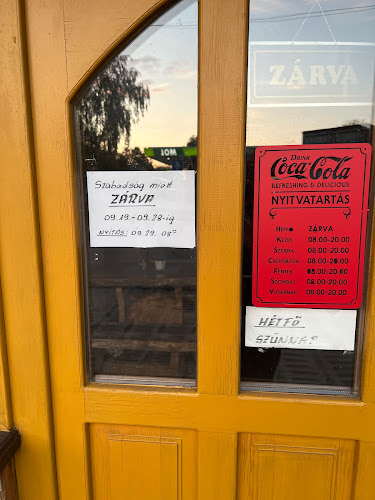 ZÁRVA
JOM
Szabadság miatt
ZÁRVA
09.19.-09.28-ig
NYITÁS: 09.29. 08⁰⁰
DRINK
Coca-Cola
REFRESHING & DELICIOUS
NYITVATARTÁS
HÉTFŐ ZÁRVA
KEDD 08.00-20.00
SZERDA 08.00-20.00
CSÜTÖRTÖK 08.00-20.00
PÉNTEK 08.00-20.00
SZOMBAT 08.00-20.00
VASÁRNAP 08.00-20.00
HÉTFŐ
SZÜNNAP